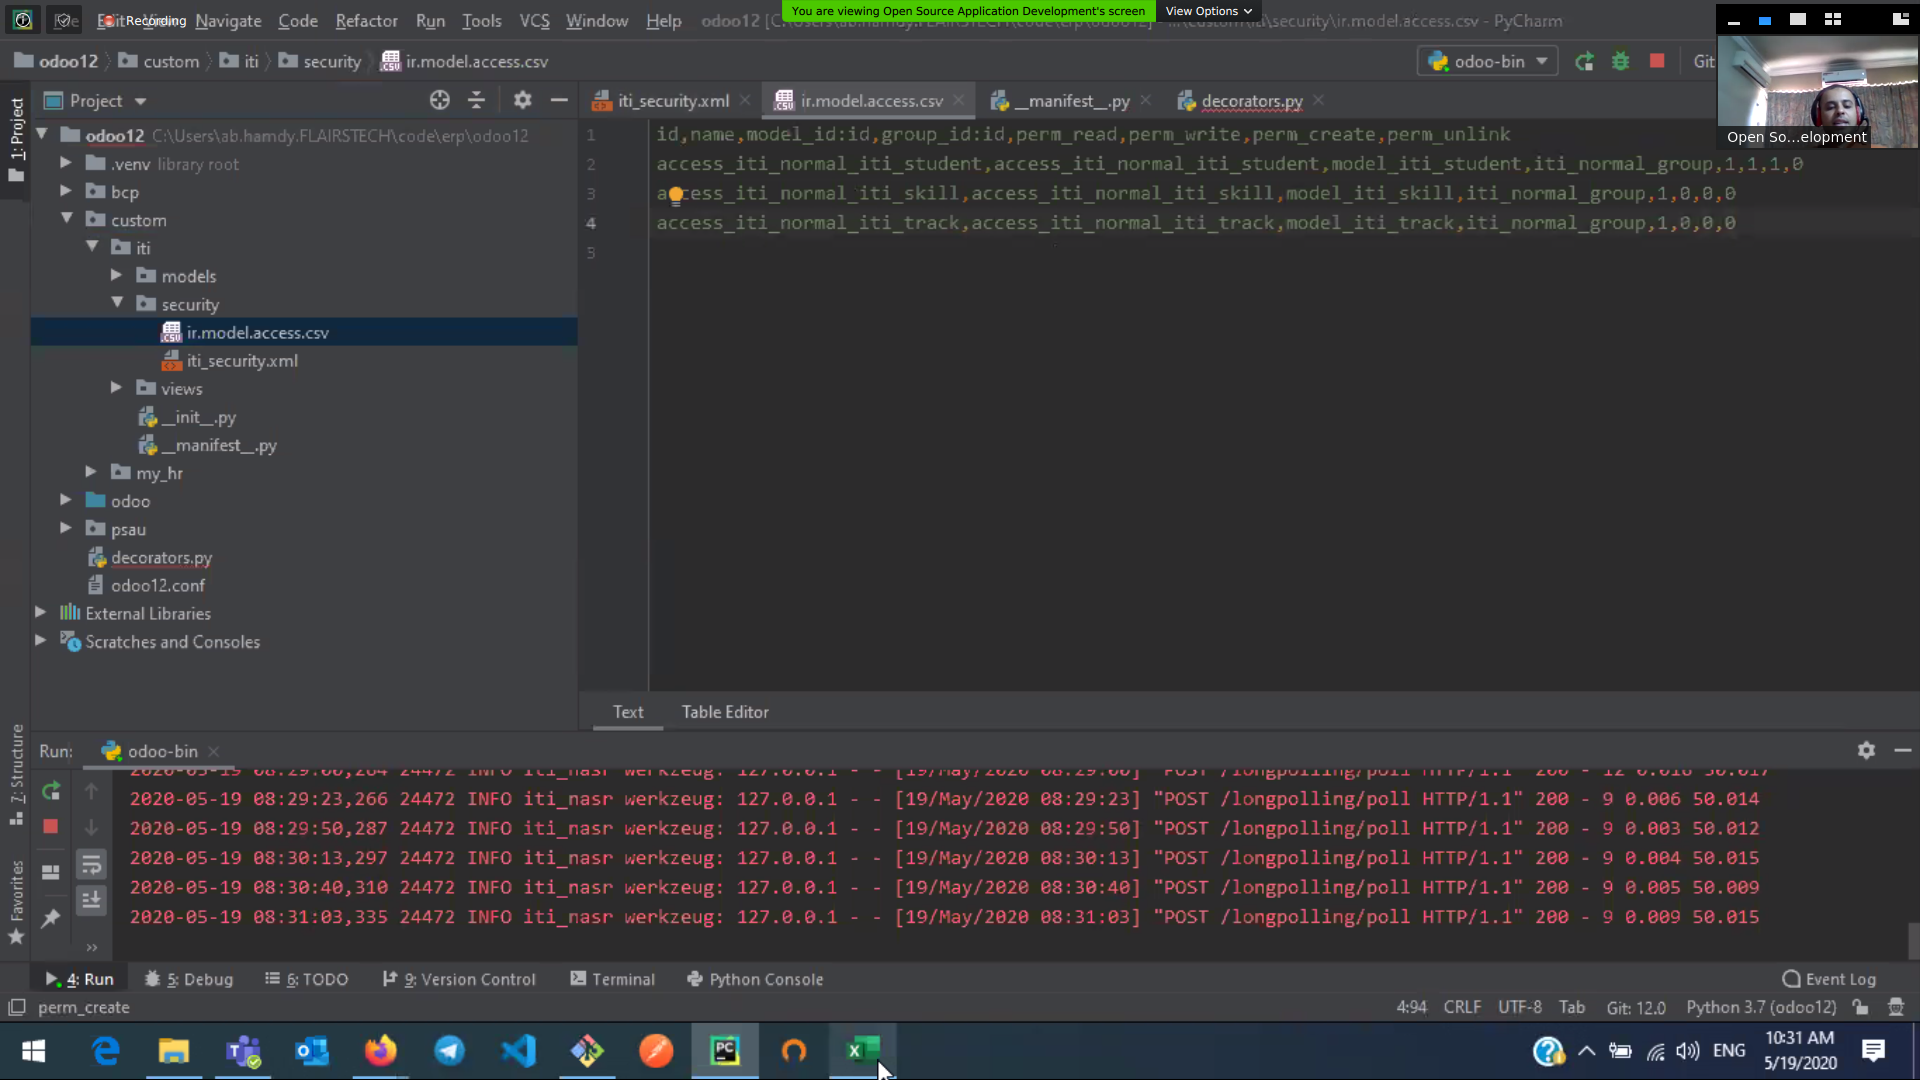 File Edit View Navigate Code Refactor Run Tools VCS Window Help odoo12
Recording
You are viewing Open Source Application Development's screen View Options
\security\ir.model.access.csv - PyCharm
odoo12 custom iti security ir.model.access.csv
odoo-bin Git
Open So...elopment
Project
iti_security.xml ir.model.access.csv __manifest__.py decorators.py
1: Project
odoo12 C:\Users\ab.hamdy.FLAIRSTECH\code\erp\odoo12
.venv library root
bcp
custom
iti
models
security
ir.model.access.csv
iti_security.xml
views
__init__.py
__manifest__.py
my_hr
odoo
psau
decorators.py
odoo12.conf
External Libraries
Scratches and Consoles
1 id,name,model_id:id,group_id:id,perm_read,perm_write,perm_create,perm_unlink
2 access_iti_normal_iti_student,access_iti_normal_iti_student,model_iti_student,iti_normal_group,1,1,1,0
3 access_iti_normal_iti_skill,access_iti_normal_iti_skill,model_iti_skill,iti_normal_group,1,0,0,0
4 access_iti_normal_iti_track,access_iti_normal_iti_track,model_iti_track,iti_normal_group,1,0,0,0
5
Text Table Editor
7: Structure
Favorites
Run: odoo-bin
2020-05-19 08:29:23,266 24472 INFO iti_nasr werkzeug: 127.0.0.1 - - [19/May/2020 08:29:23] "POST /longpolling/poll HTTP/1.1" 200 - 9 0.006 50.014
2020-05-19 08:29:50,287 24472 INFO iti_nasr werkzeug: 127.0.0.1 - - [19/May/2020 08:29:50] "POST /longpolling/poll HTTP/1.1" 200 - 9 0.003 50.012
2020-05-19 08:30:13,297 24472 INFO iti_nasr werkzeug: 127.0.0.1 - - [19/May/2020 08:30:13] "POST /longpolling/poll HTTP/1.1" 200 - 9 0.004 50.015
2020-05-19 08:30:40,310 24472 INFO iti_nasr werkzeug: 127.0.0.1 - - [19/May/2020 08:30:40] "POST /longpolling/poll HTTP/1.1" 200 - 9 0.005 50.009
2020-05-19 08:31:03,335 24472 INFO iti_nasr werkzeug: 127.0.0.1 - - [19/May/2020 08:31:03] "POST /longpolling/poll HTTP/1.1" 200 - 9 0.009 50.015
4: Run 5: Debug 6: TODO 9: Version Control Terminal Python Console Event Log
perm_create 4:94 CRLF UTF-8 Tab Git: 12.0 Python 3.7 (odoo12)
ENG 10:31 AM
5/19/2020